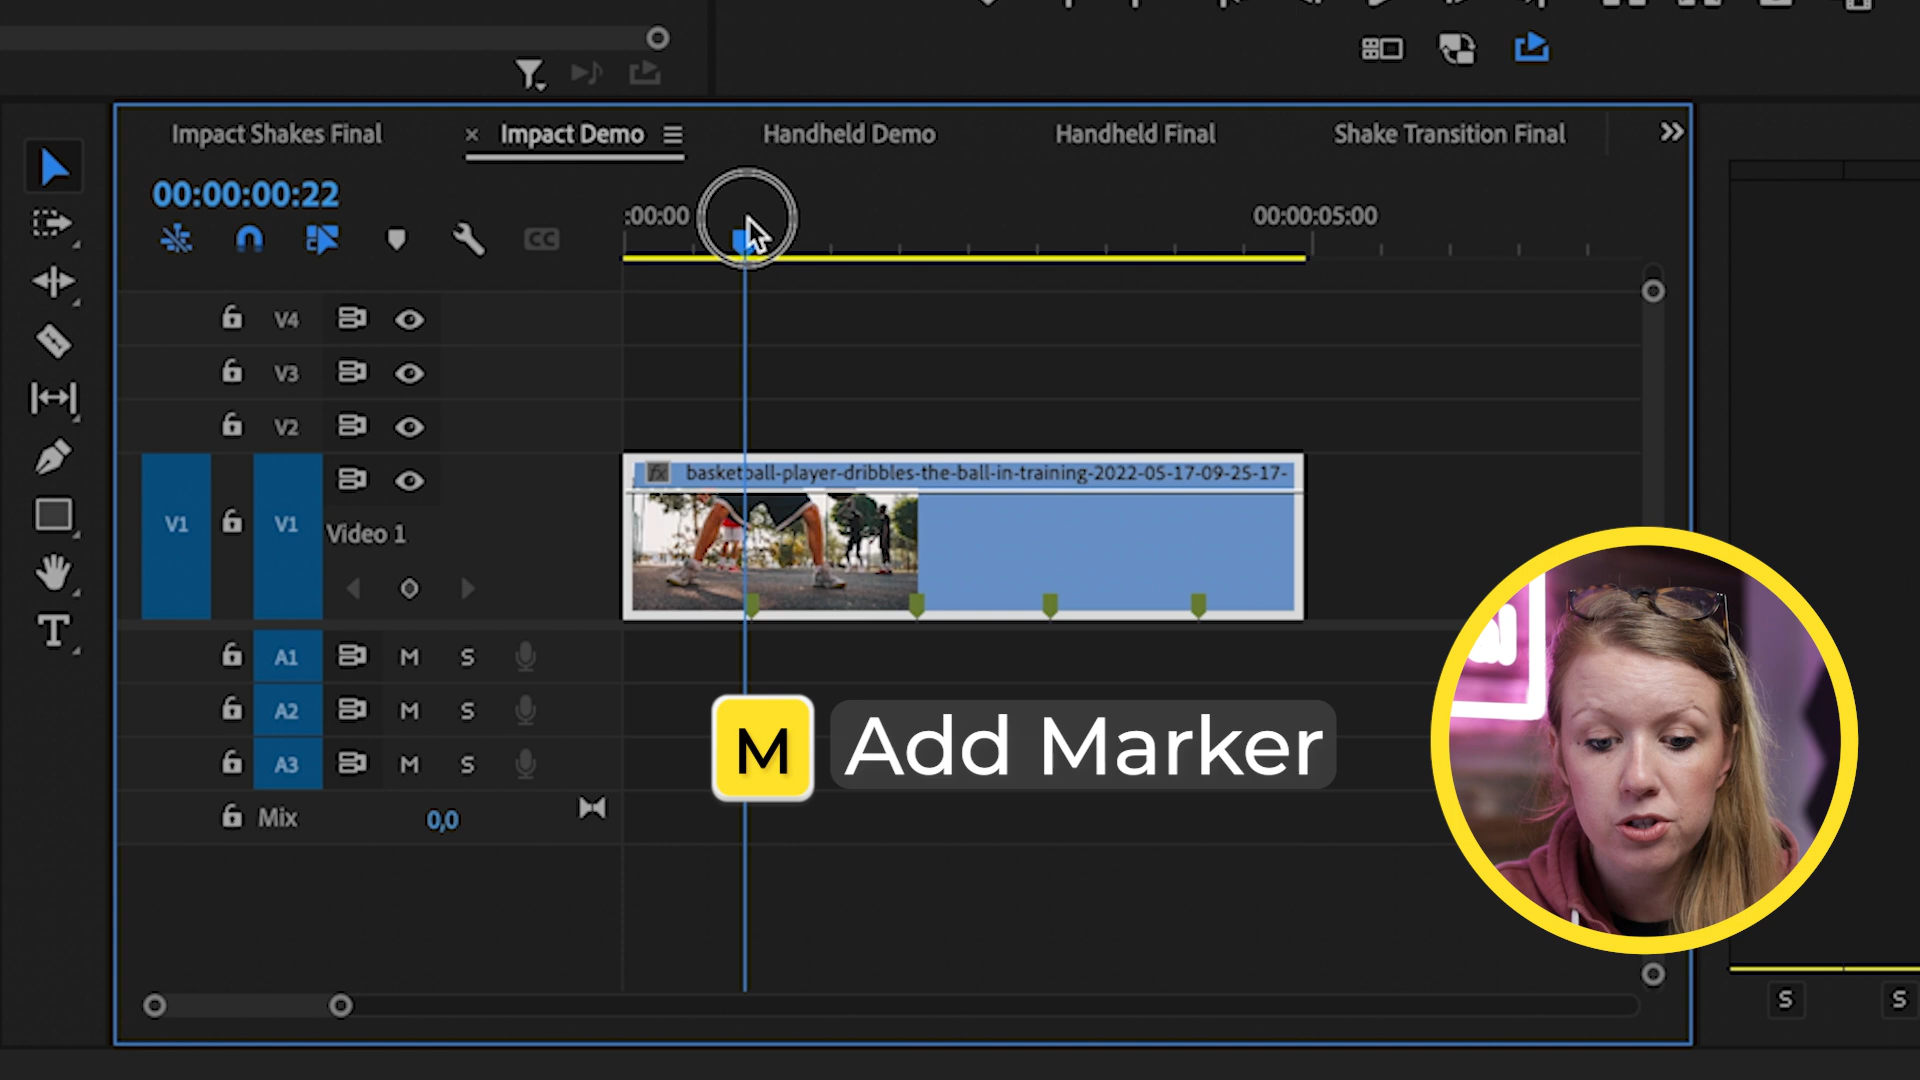 Impact Shakes Final
× Impact Demo
Handheld Demo
Handheld Final
Shake Transition Final
00:00:00:22
:00:00
00:00:05:00
CC
V4
V3
V2
fx basketball-player-dribbles-the-ball-in-training-2022-05-17-09-25-17-
V1
V1
Video 1
A1 M S
A2 M S
A3 M S
M Add Marker
Mix
0,0
T
S
S